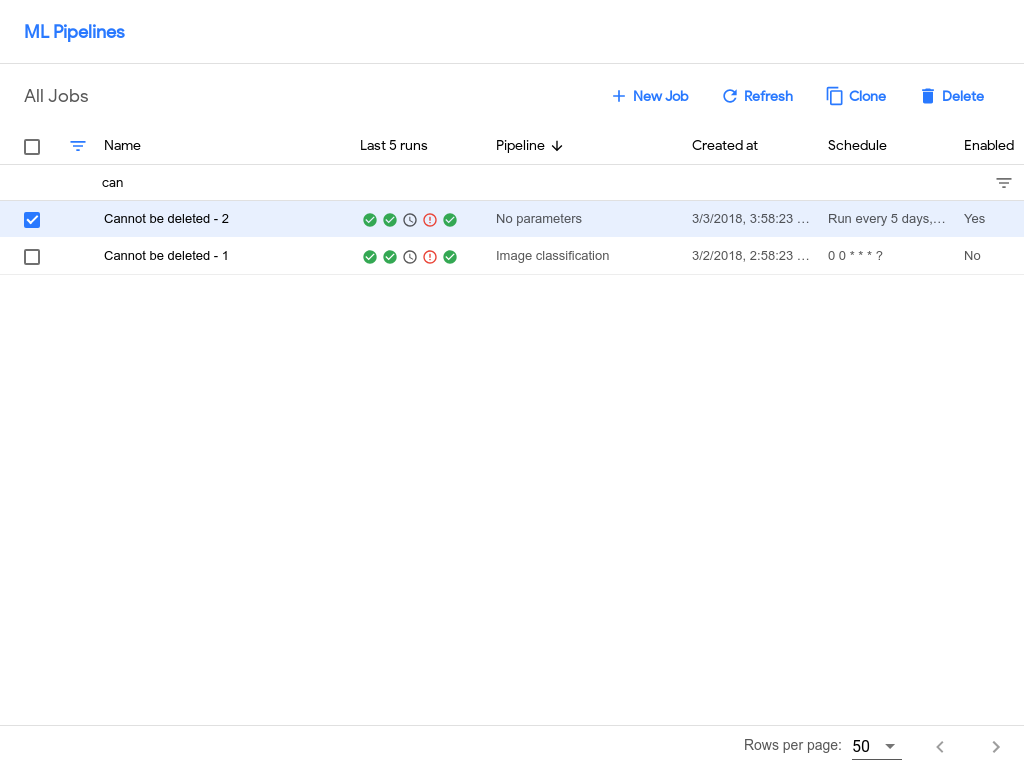 ML Pipelines
All Jobs New Job Refresh Clone Delete
Name Last 5 runs Pipeline Created at Schedule Enabled
can
Cannot be deleted - 2 No parameters 3/3/2018, 3:58:23 … Run every 5 days,… Yes
Cannot be deleted - 1 Image classification 3/2/2018, 2:58:23 … 0 0 * * * ? No
Rows per page: 50